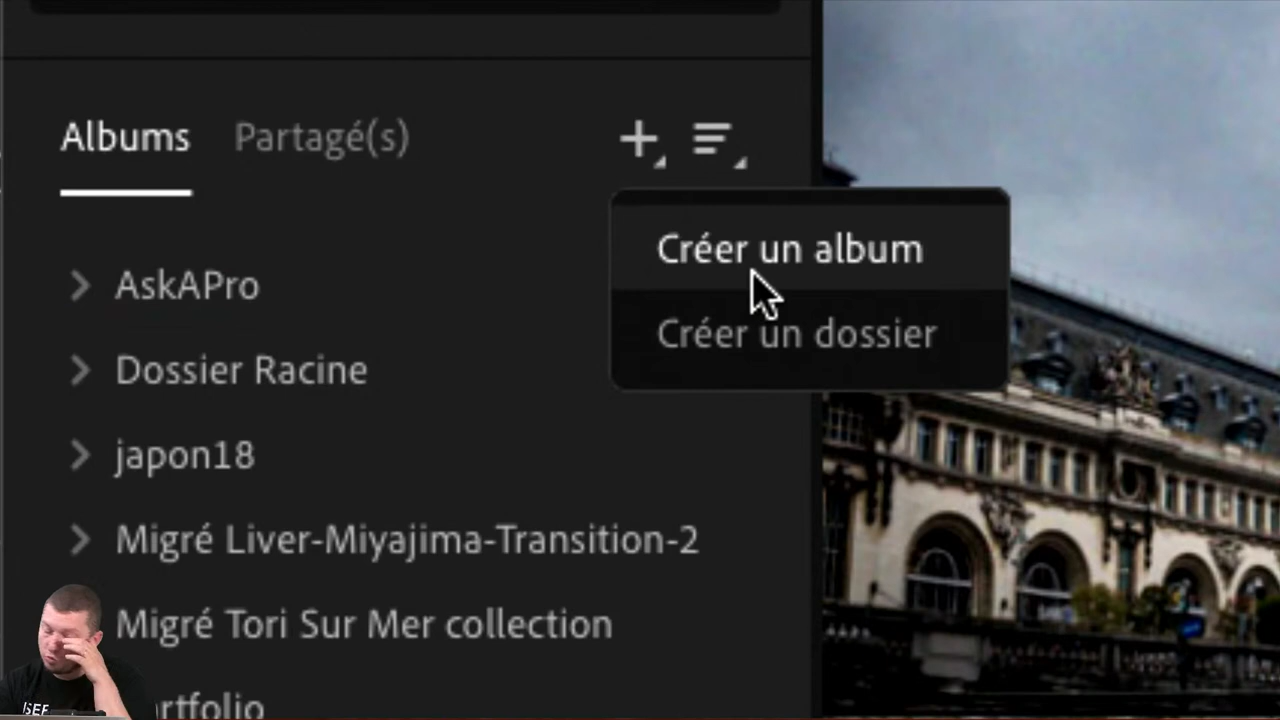 Albums Partagé(s)
Créer un album
AskAPro
Créer un dossier
Dossier Racine
japon18
Migré Liver-Miyajima-Transition-2
Migré Tori Sur Mer collection